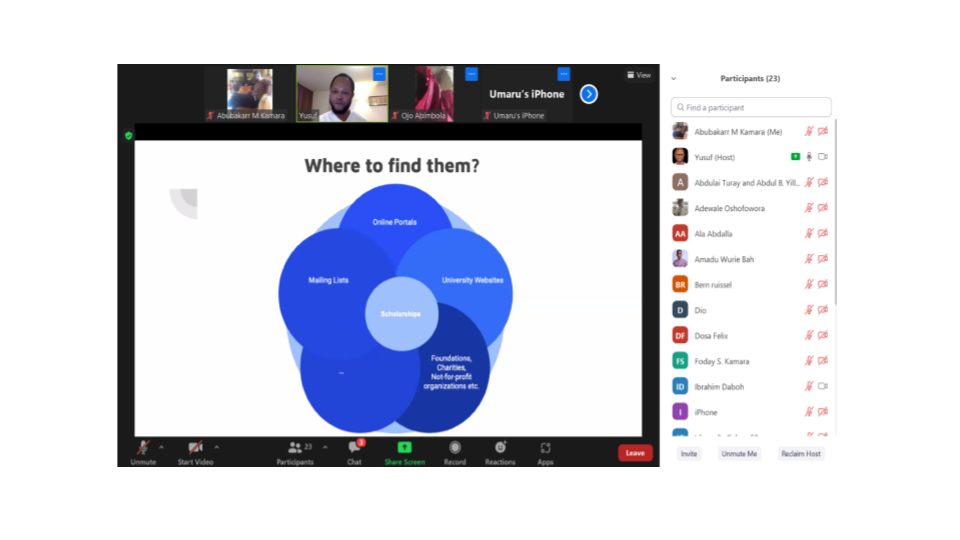 View
Umaru's iPhone
Abubakarr M Kamara
Yusuf
Ojo Abimbola
Umaru's iPhone
Where to find them?
Online Portals
Mailing Lists
University Websites
Scholarships
Foundations,
Charities,
Not-for-profit
organizations etc.
...
Unmute
Start Video
23
Participants
3
Chat
Share Screen
Record
Reactions
Apps
Leave
Participants (23)
Find a participant
Abubakarr M Kamara (Me)
Yusuf (Host)
A Abdulai Turay and Abdul B. Yill...
Adewale Oshofowora
AA Ala Abdalla
Amadu Wurie Bah
BR Bern ruissel
D Dio
DF Dosa Felix
FS Foday S. Kamara
ID Ibrahim Daboh
I iPhone
Invite
Unmute Me
Reclaim Host